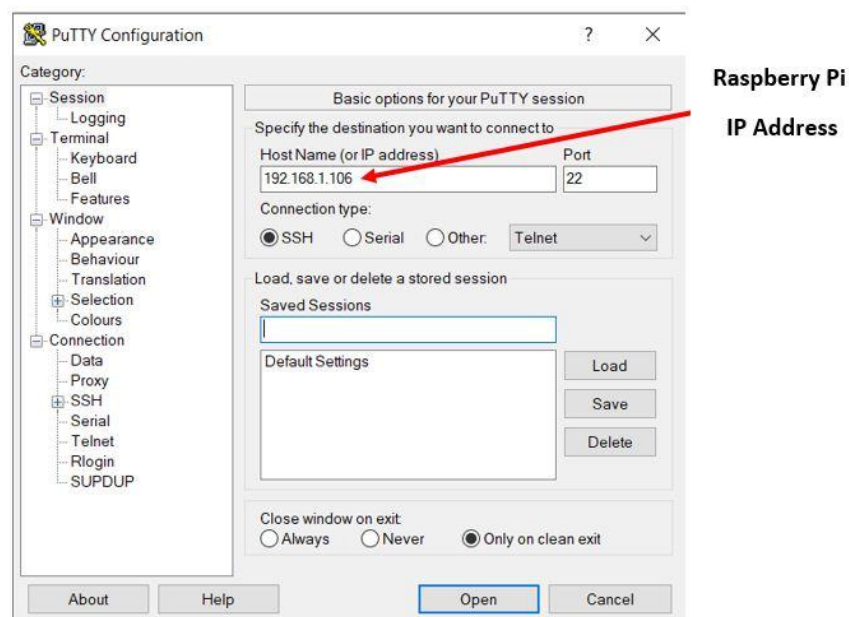 PuTTY Configuration
? X
Category:
Session
Logging
Terminal
Keyboard
Bell
Features
Window
Appearance
Behaviour
Translation
Selection
Colours
Connection
Data
Proxy
SSH
Serial
Telnet
Rlogin
SUPDUP
Basic options for your PuTTY session
Specify the destination you want to connect to
Host Name (or IP address) Port
192.168.1.106 22
Connection type:
SSH Serial Other: Telnet
Load, save or delete a stored session
Saved Sessions
Default Settings
Load
Save
Delete
Close window on exit:
Always Never Only on clean exit
About Help Open Cancel
Raspberry Pi
IP Address